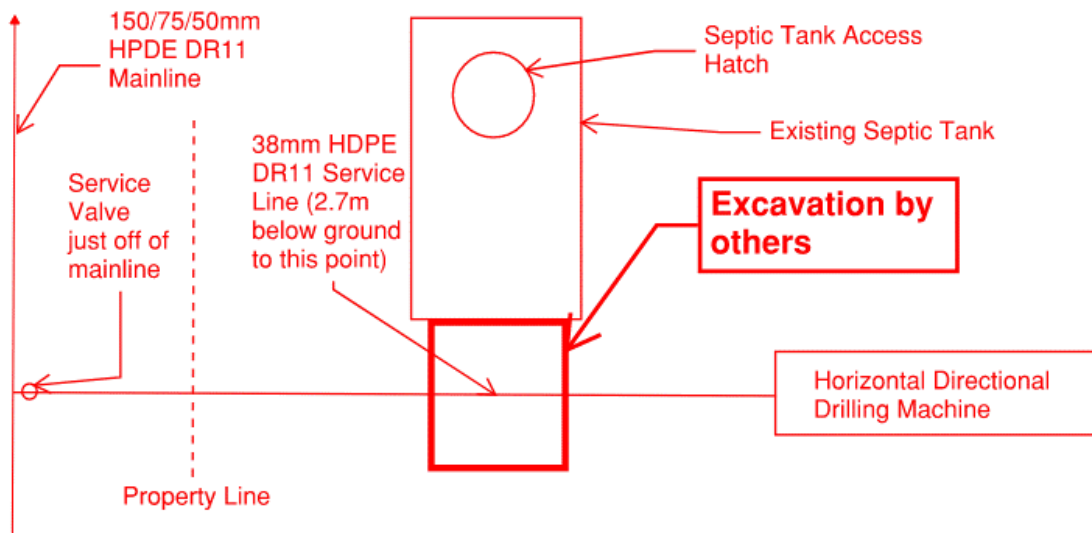 150/75/50mm
HPDE DR11
Mainline
Septic Tank Access
Hatch
Existing Septic Tank
38mm HDPE
DR11 Service
Line (2.7m
below ground
to this point)
Service
Valve
just off of
mainline
Excavation by
others
Horizontal Directional
Drilling Machine
Property Line